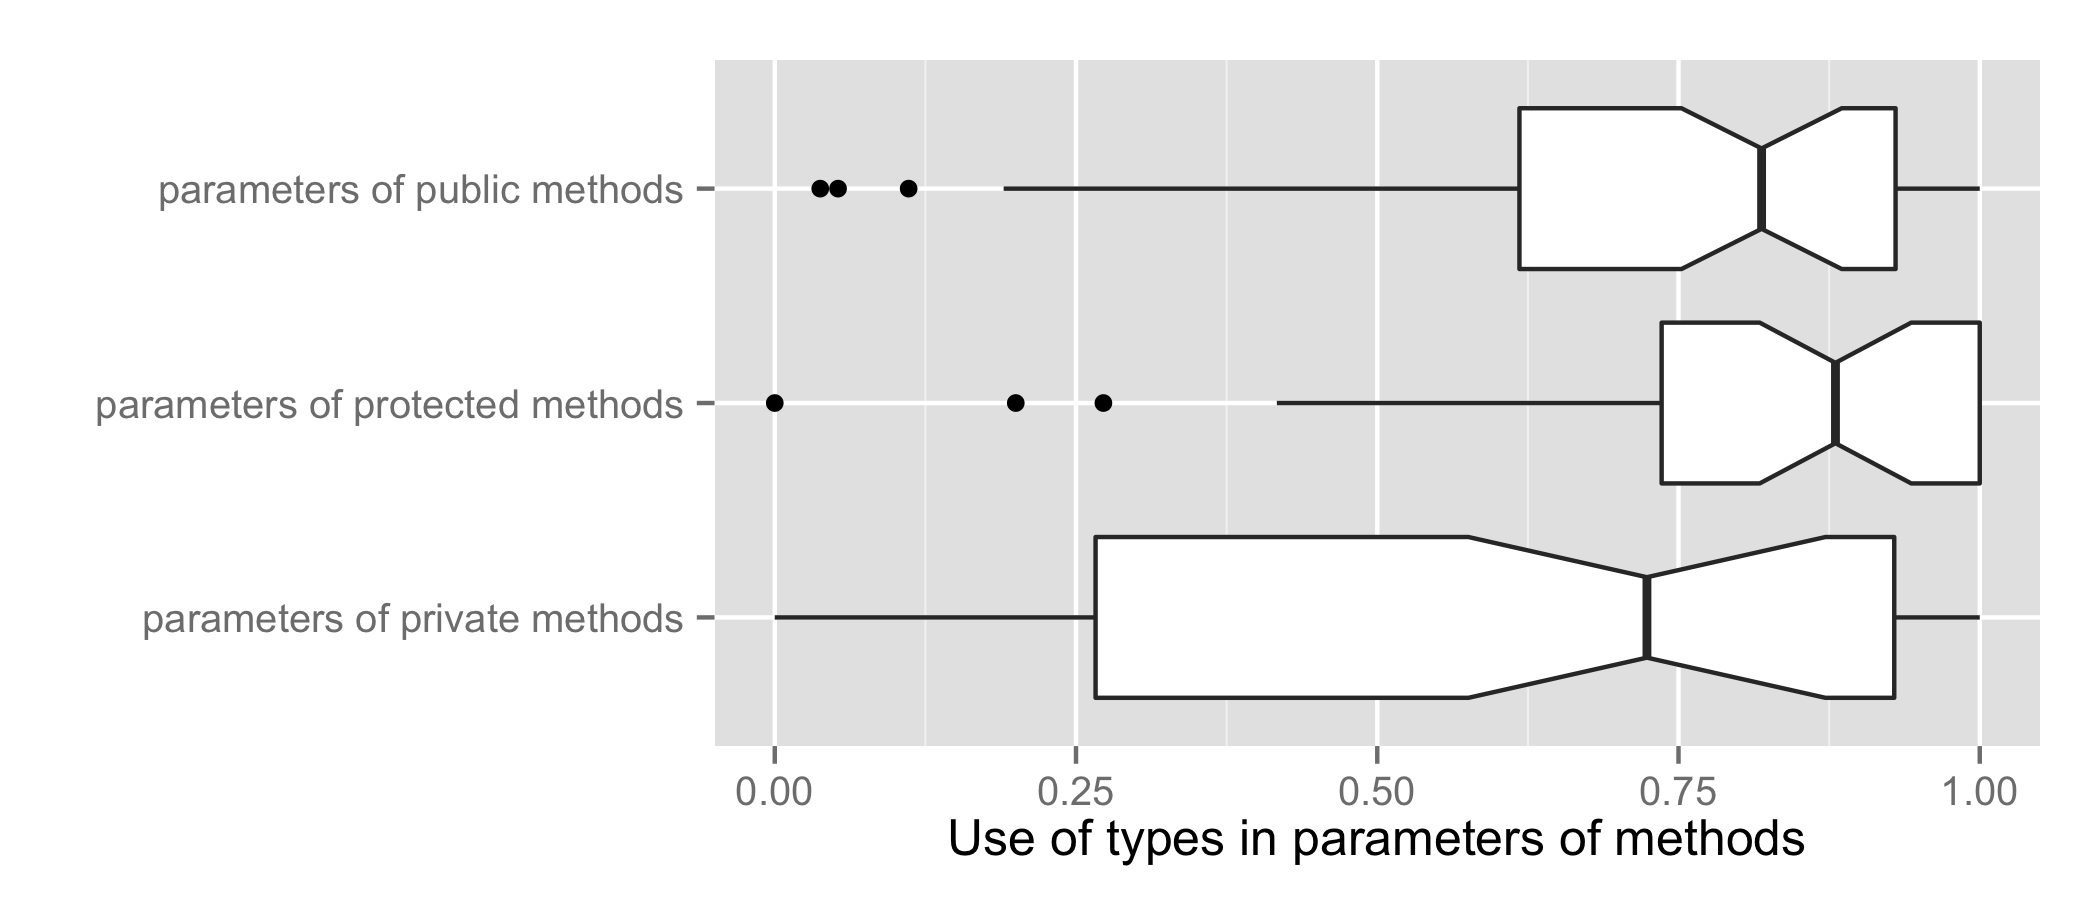 parameters of public methods
parameters of protected methods
parameters of private methods
0.00 0.25 0.50 0.75 1.00
Use of types in parameters of methods